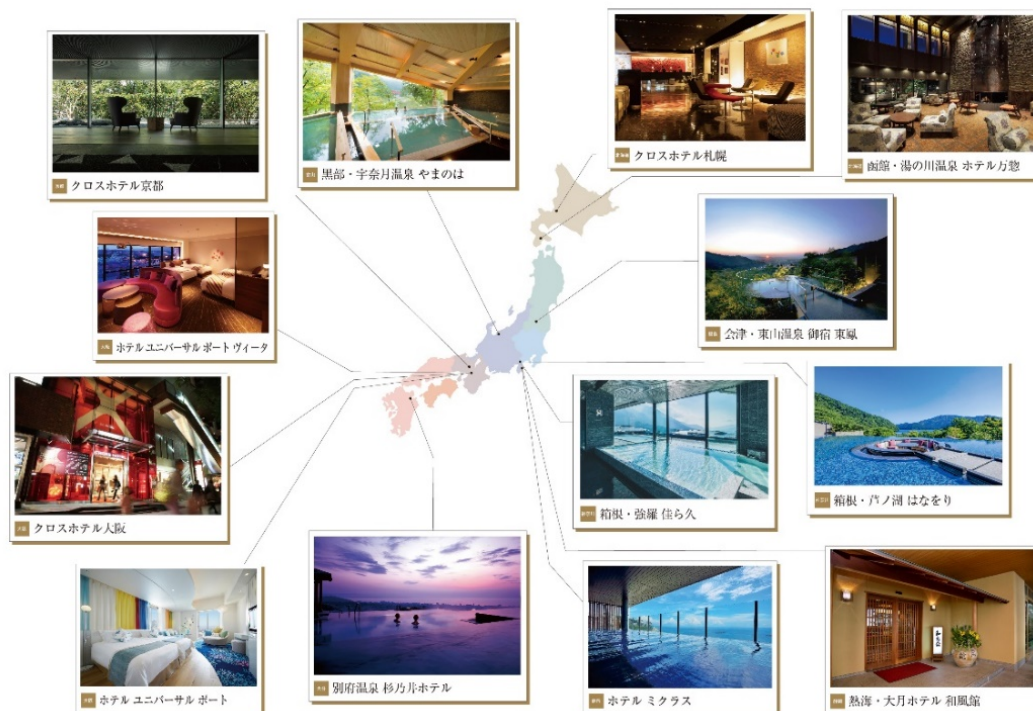 クロスホテル京都
黒部・宇奈月温泉 やまのは
クロスホテル札幌
函館・湯の川温泉 ホテル万惣
ホテル ユニバーサル ポート ヴィータ
会津・東山温泉 御宿 東鳳
クロスホテル大阪
箱根・強羅 佳ら久
箱根・芦ノ湖 はなをり
ホテル ユニバーサル ポート
別府温泉 杉乃井ホテル
ホテル ミクラス
熱海・大月ホテル 和風館